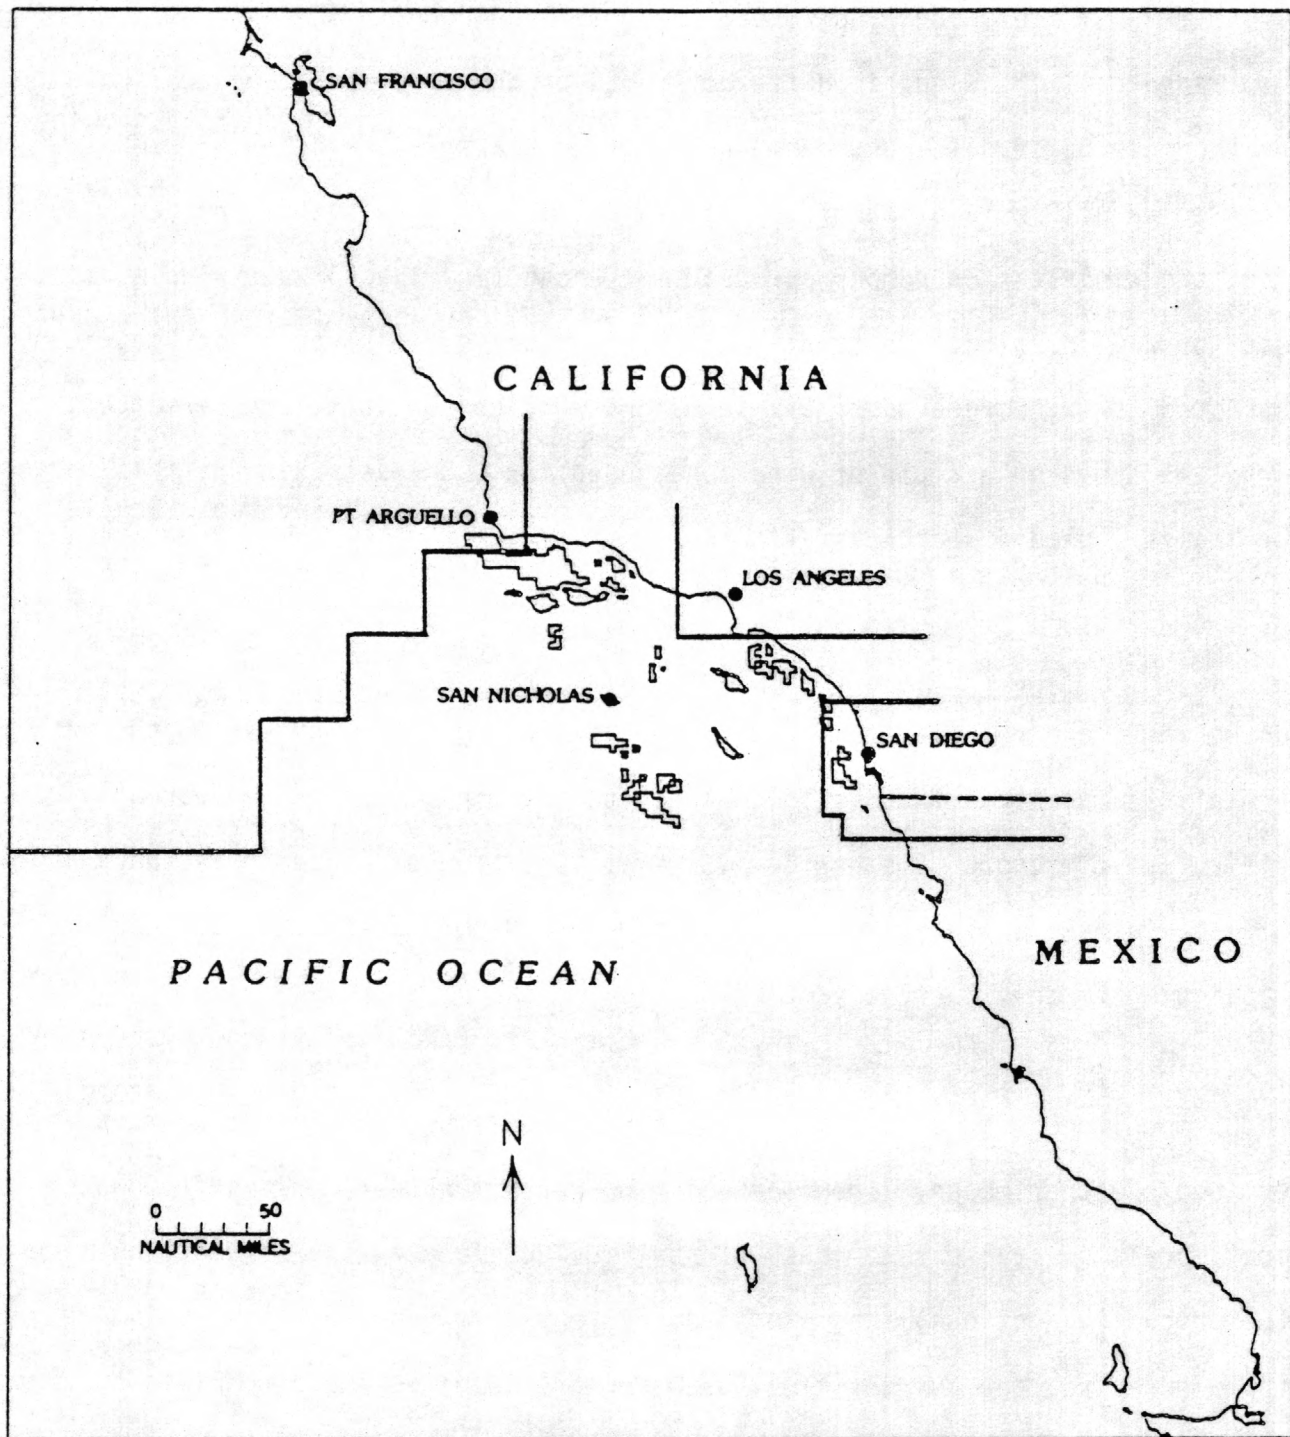 SAN FRANCISCO
CALIFORNIA
PT ARGUELLO
LOS ANGELES
SAN NICHOLAS
SAN DIEGO
MEXICO
PACIFIC OCEAN
N
0 50
NAUTICAL MILES